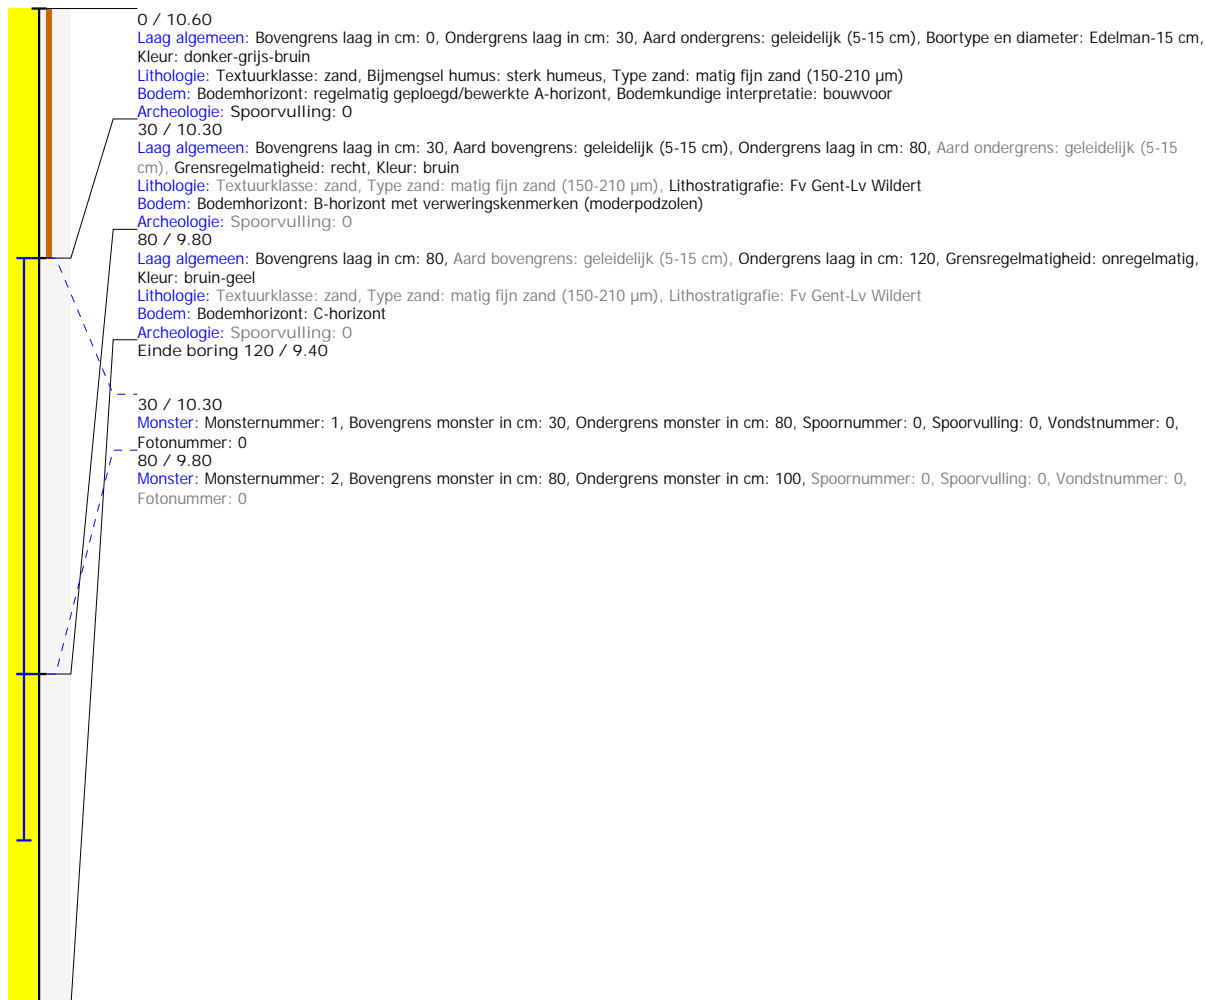 0 / 10.60
Laag algemeen: Bovengrens laag in cm: 0, Ondergrens laag in cm: 30, Aard ondergrens: geleidelijk (5-15 cm), Boortype en diameter: Edelman-15 cm,
Kleur: donker-grijs-bruin
Lithologie: Textuurklasse: zand, Bijmengsel humus: sterk humeus, Type zand: matig fijn zand (150-210 µm)
Bodem: Bodemhorizont: regelmatig geploegd/bewerkte A-horizont, Bodemkundige interpretatie: bouwvoor
Archeologie: Spoorvulling: 0
30 / 10.30
Laag algemeen: Bovengrens laag in cm: 30, Aard bovengrens: geleidelijk (5-15 cm), Ondergrens laag in cm: 80, Aard ondergrens: geleidelijk (5-15
cm), Grensregelmatigheid: recht, Kleur: bruin
Lithologie: Textuurklasse: zand, Type zand: matig fijn zand (150-210 µm), Lithostratigrafie: Fv Gent-Lv Wildert
Bodem: Bodemhorizont: B-horizont met verweringskenmerken (moderpodzolen)
Archeologie: Spoorvulling: 0
80 / 9.80
Laag algemeen: Bovengrens laag in cm: 80, Aard bovengrens: geleidelijk (5-15 cm), Ondergrens laag in cm: 120, Grensregelmatigheid: onregelmatig,
Kleur: bruin-geel
Lithologie: Textuurklasse: zand, Type zand: matig fijn zand (150-210 µm), Lithostratigrafie: Fv Gent-Lv Wildert
Bodem: Bodemhorizont: C-horizont
Archeologie: Spoorvulling: 0
Einde boring 120 / 9.40
30 / 10.30
Monster: Monsternummer: 1, Bovengrens monster in cm: 30, Ondergrens monster in cm: 80, Spoornummer: 0, Spoorvulling: 0, Vondstnummer: 0,
Fotonummer: 0
80 / 9.80
Monster: Monsternummer: 2, Bovengrens monster in cm: 80, Ondergrens monster in cm: 100, Spoornummer: 0, Spoorvulling: 0, Vondstnummer: 0,
Fotonummer: 0